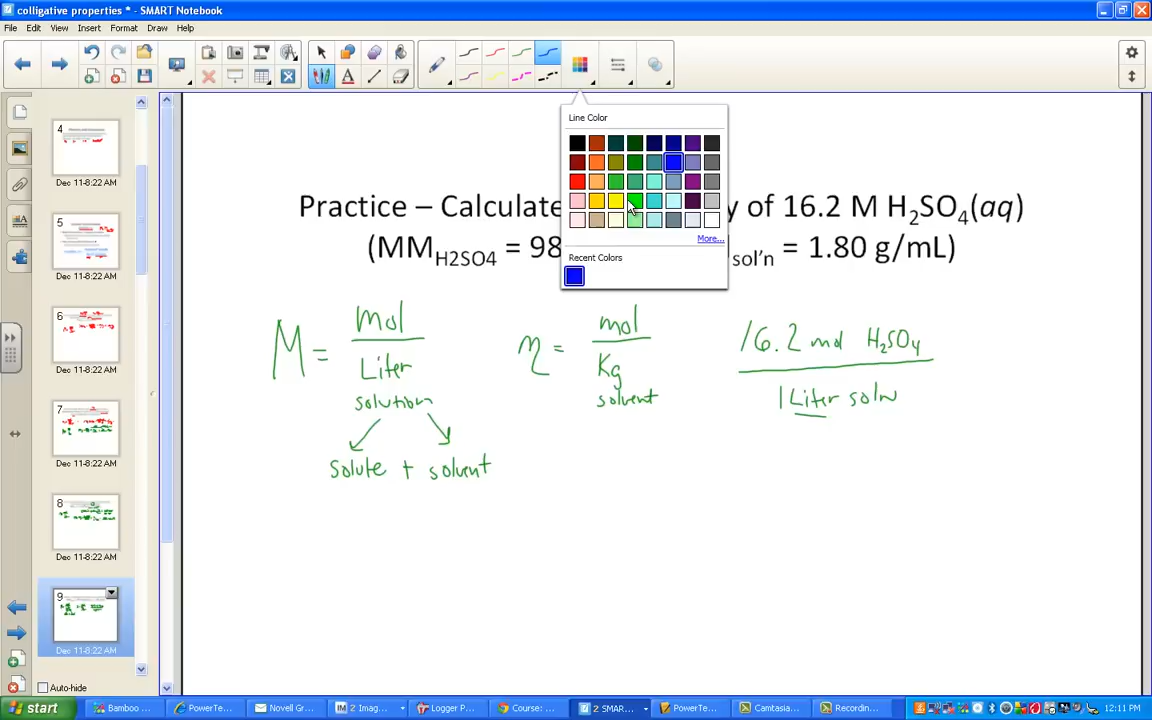 colligative properties * - SMART Notebook
File Edit View Insert Format Draw Window Help
Line Color
More...
Recent Colors
4
Dec 11-8:22 AM
5
Dec 11-8:22 AM
6
Dec 11-8:22 AM
7
Dec 11-8:22 AM
8
Dec 11-8:22 AM
9
Dec 11-8:22 AM
Auto-hide
Practice – Calculate y of 16.2 M H₂SO₄(aq)
(MM_H2SO4 = 98 sol'n = 1.80 g/mL)
M = mol / Liter solution
solute + solvent
η = mol / Kg solvent
16.2 mol H₂SO₄
1 Liter soln
start Bamboo ... PowerTe... Novell Gr... 2 Imag... Logger P... Course: ... 2 SMAR... PowerTe... Camtasia... Recordin... 12:11 PM